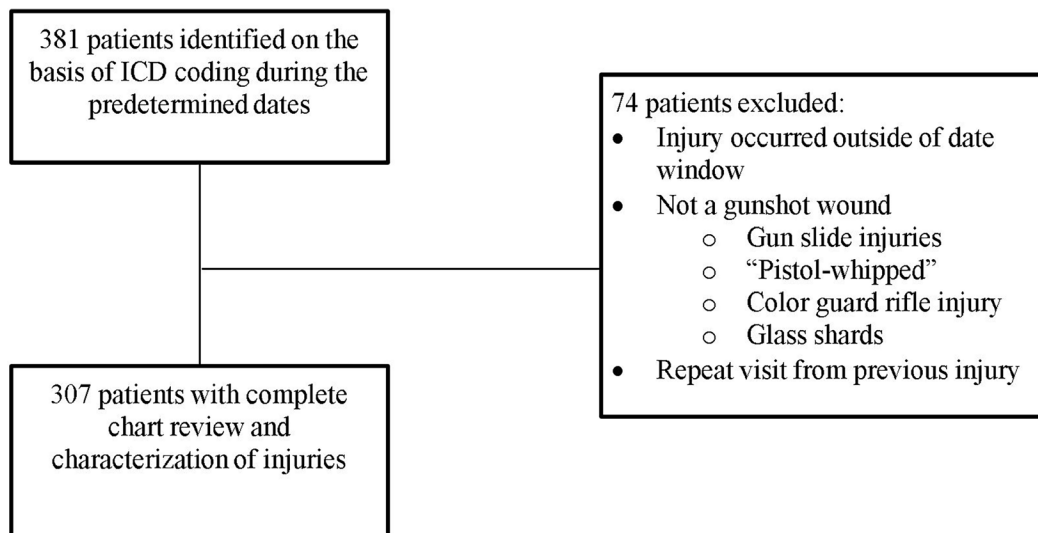 381 patients identified on the
basis of ICD coding during the
predetermined dates
74 patients excluded:
• Injury occurred outside of date
window
• Not a gunshot wound
o Gun slide injuries
o “Pistol-whipped”
o Color guard rifle injury
o Glass shards
• Repeat visit from previous injury
307 patients with complete
chart review and
characterization of injuries